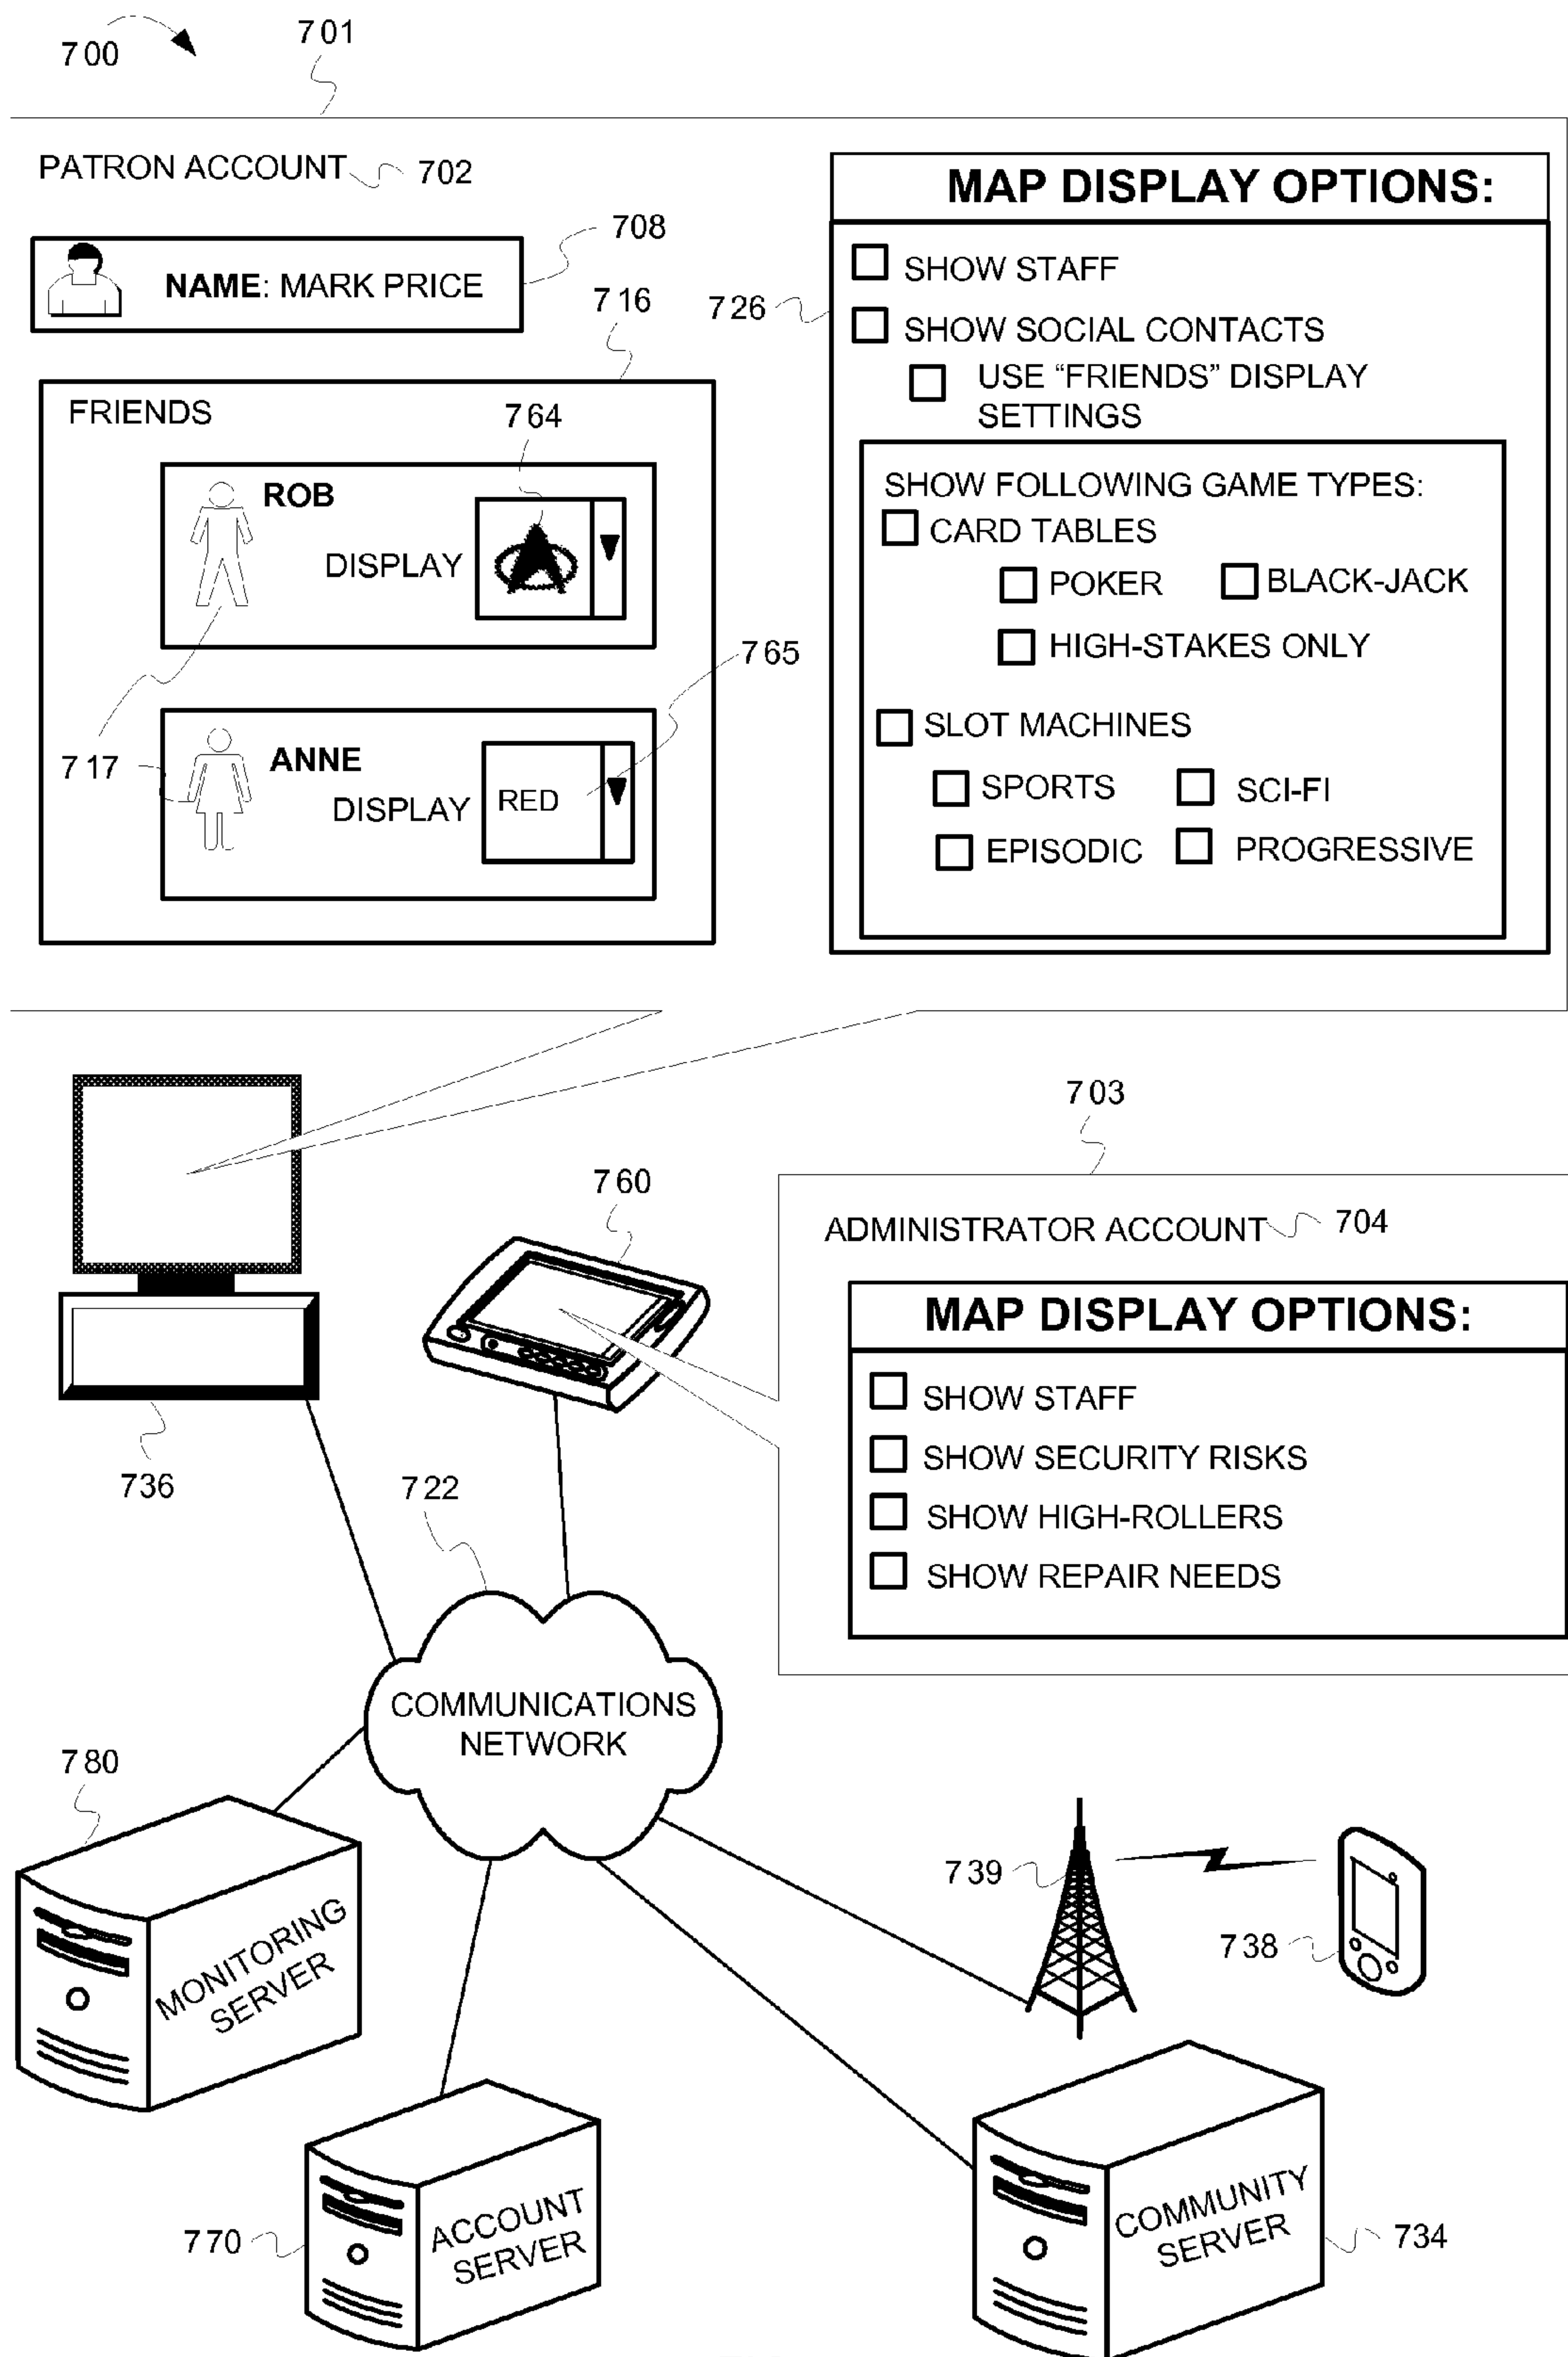 700
701
PATRON ACCOUNT 702
NAME: MARK PRICE
708
716
FRIENDS
764
ROB
DISPLAY
765
717
ANNE
DISPLAY RED
MAP DISPLAY OPTIONS:
726
SHOW STAFF
SHOW SOCIAL CONTACTS
USE “FRIENDS” DISPLAY
SETTINGS
SHOW FOLLOWING GAME TYPES:
CARD TABLES
POKER BLACK-JACK
HIGH-STAKES ONLY
SLOT MACHINES
SPORTS SCI-FI
EPISODIC PROGRESSIVE
703
760
ADMINISTRATOR ACCOUNT 704
MAP DISPLAY OPTIONS:
SHOW STAFF
SHOW SECURITY RISKS
SHOW HIGH-ROLLERS
SHOW REPAIR NEEDS
736
722
COMMUNICATIONS
NETWORK
780
MONITORING
SERVER
739
738
770
ACCOUNT
SERVER
COMMUNITY
SERVER
734